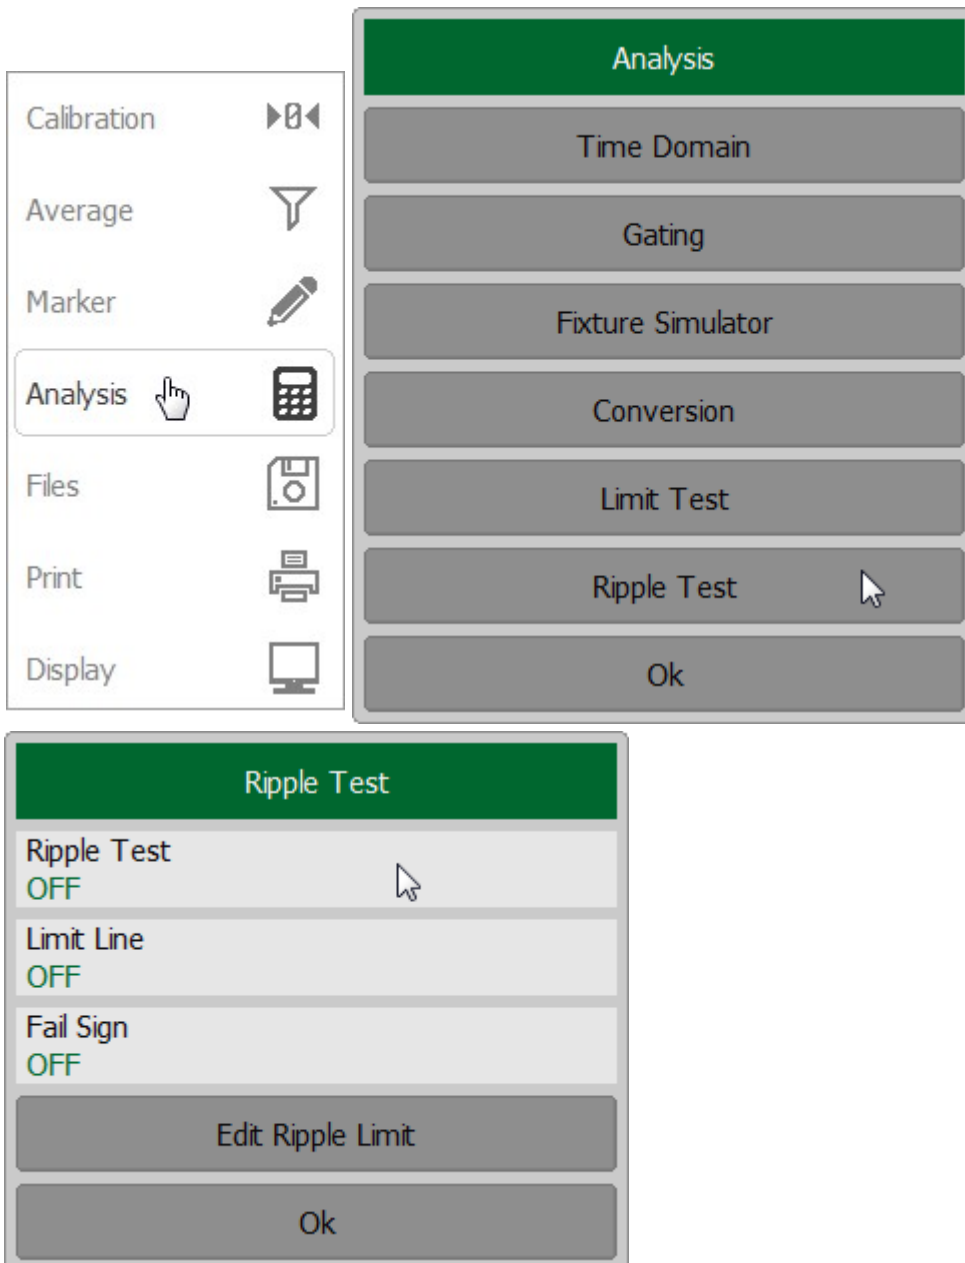 Calibration
Average
Marker
Analysis
Files
Print
Display
Analysis
Time Domain
Gating
Fixture Simulator
Conversion
Limit Test
Ripple Test
Ok
Ripple Test
Ripple Test
OFF
Limit Line
OFF
Fail Sign
OFF
Edit Ripple Limit
Ok